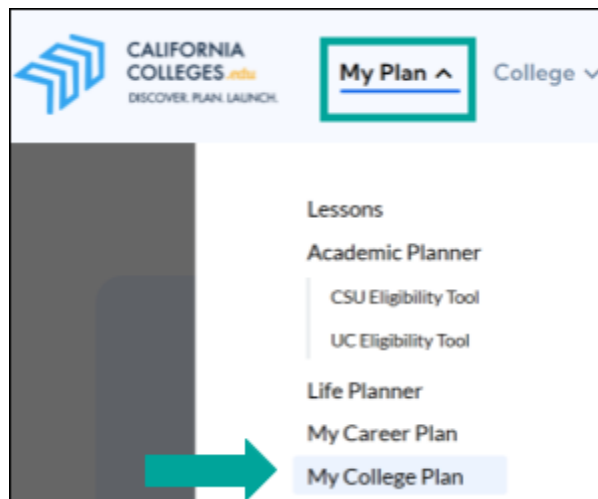 CALIFORNIA
COLLEGES.edu
DISCOVER. PLAN. LAUNCH.
My Plan
College
Lessons
Academic Planner
CSU Eligibility Tool
UC Eligibility Tool
Life Planner
My Career Plan
My College Plan